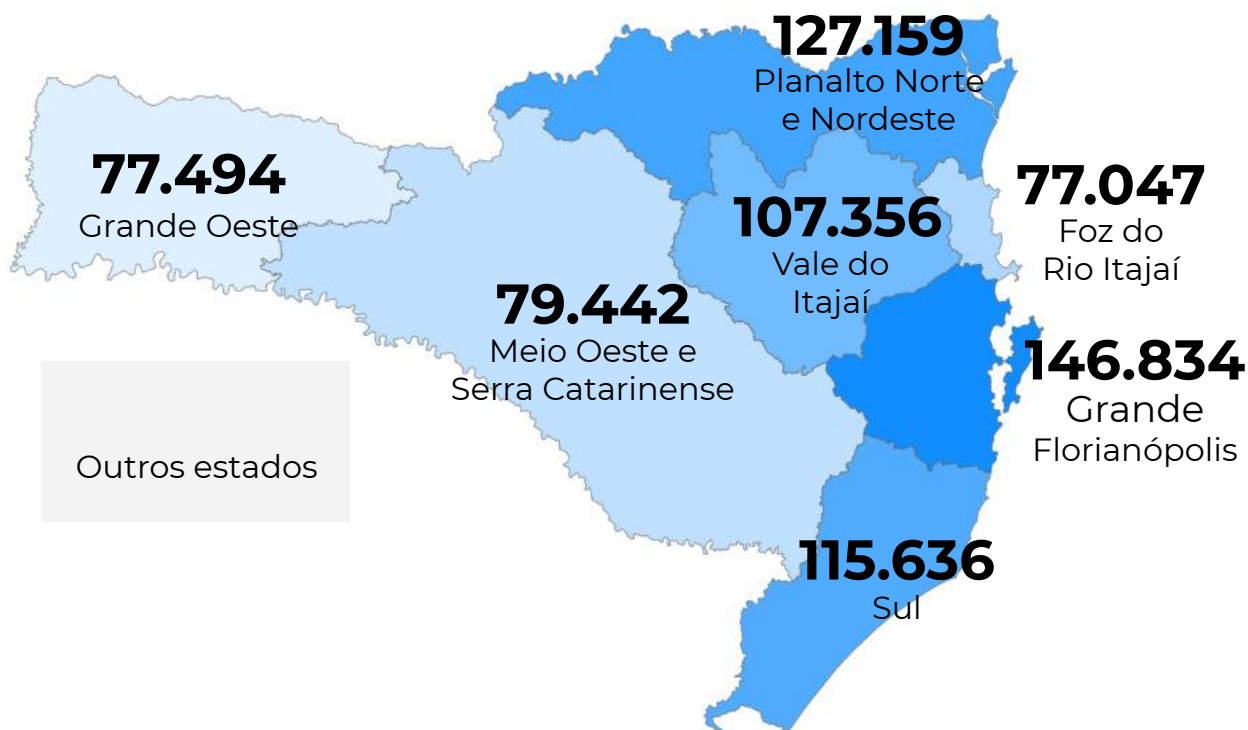 127.159
Planalto Norte
e Nordeste
77.494
Grande Oeste
77.047
Foz do
Rio Itajaí
107.356
Vale do
Itajaí
79.442
Meio Oeste e
Serra Catarinense
146.834
Grande
Florianópolis
Outros estados
115.636
Sul